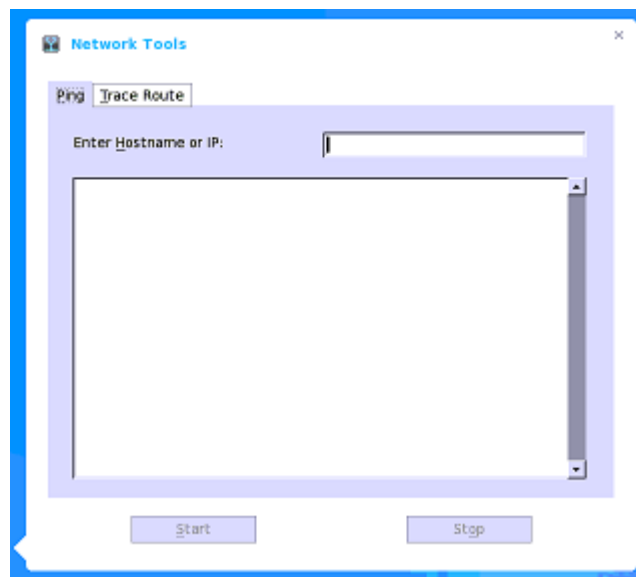 Network Tools
Ping Trace Route
Enter Hostname or IP:
Start Stop